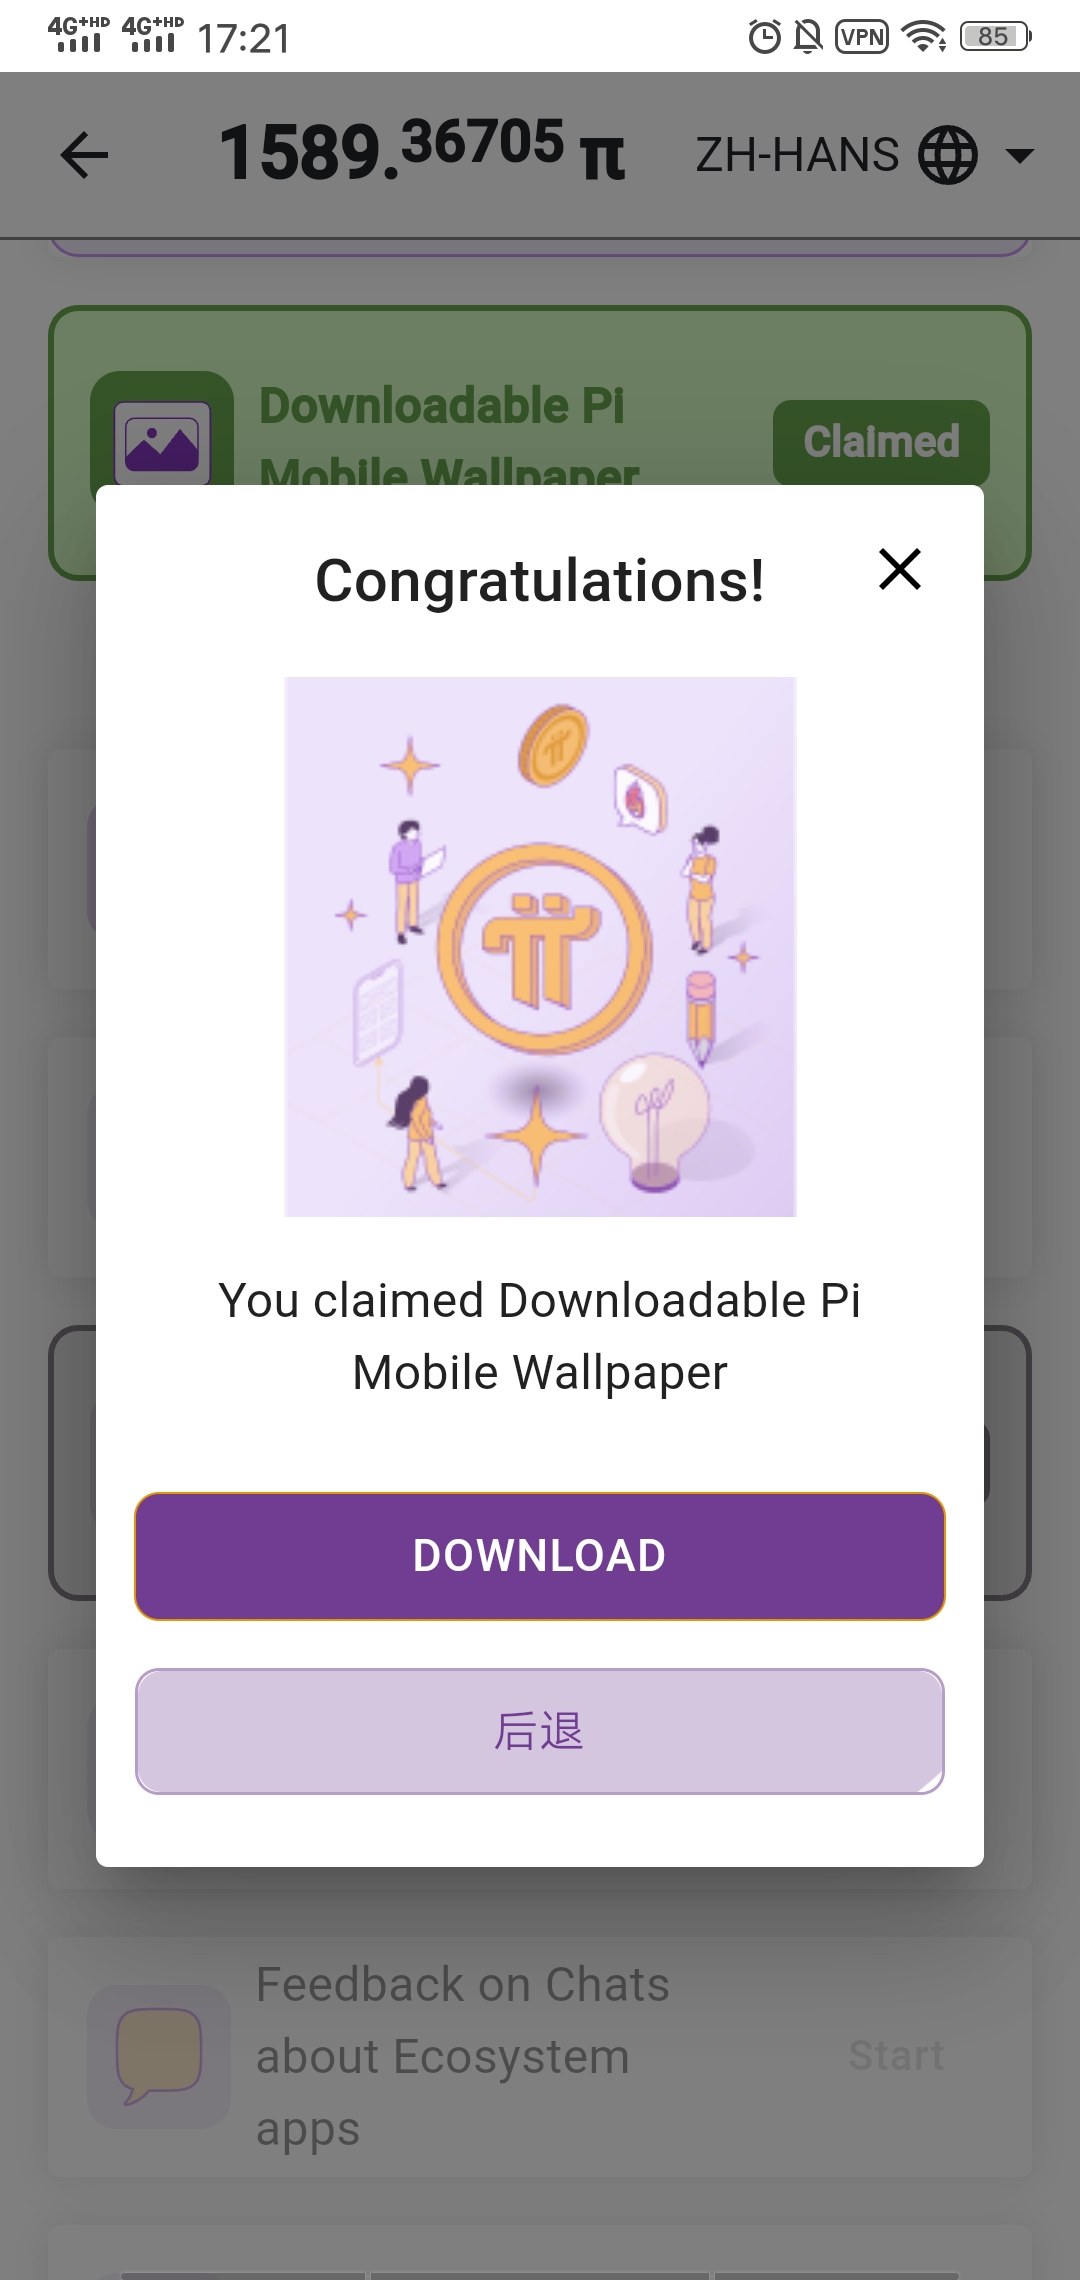 4G+HD 4G+HD 17:21 VPN 85
1589.36705 π ZH-HANS
Downloadable Pi
Mobile Wallpaper
Claimed
Congratulations!
You claimed Downloadable Pi
Mobile Wallpaper
DOWNLOAD
后退
Feedback on Chats
about Ecosystem
apps
Start